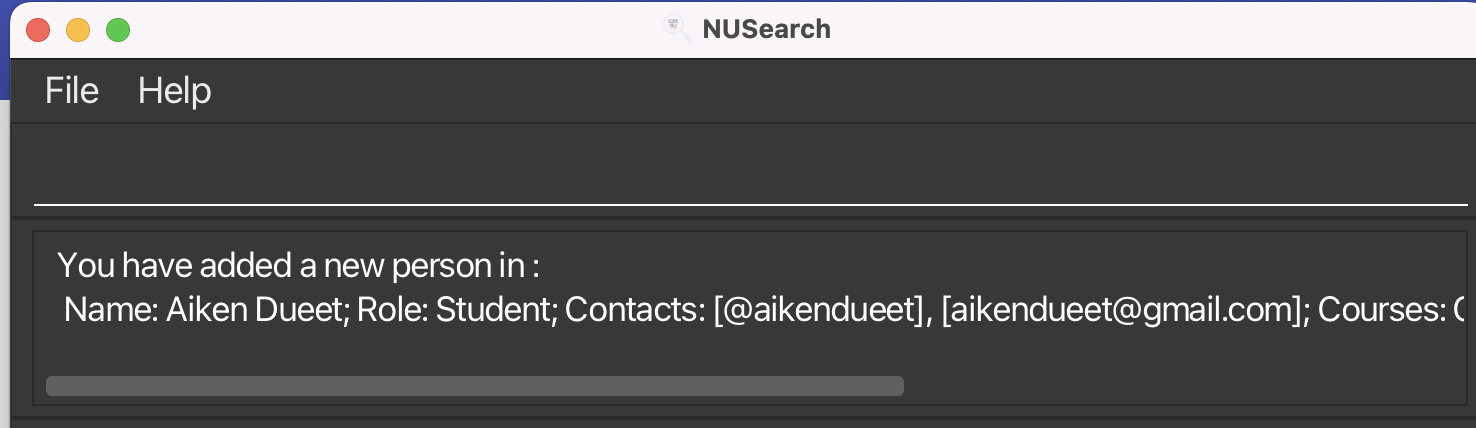 NUSearch
File Help
You have added a new person in :
Name: Aiken Dueet; Role: Student; Contacts: [@aikendueet], [aikendueet@gmail.com]; Courses: